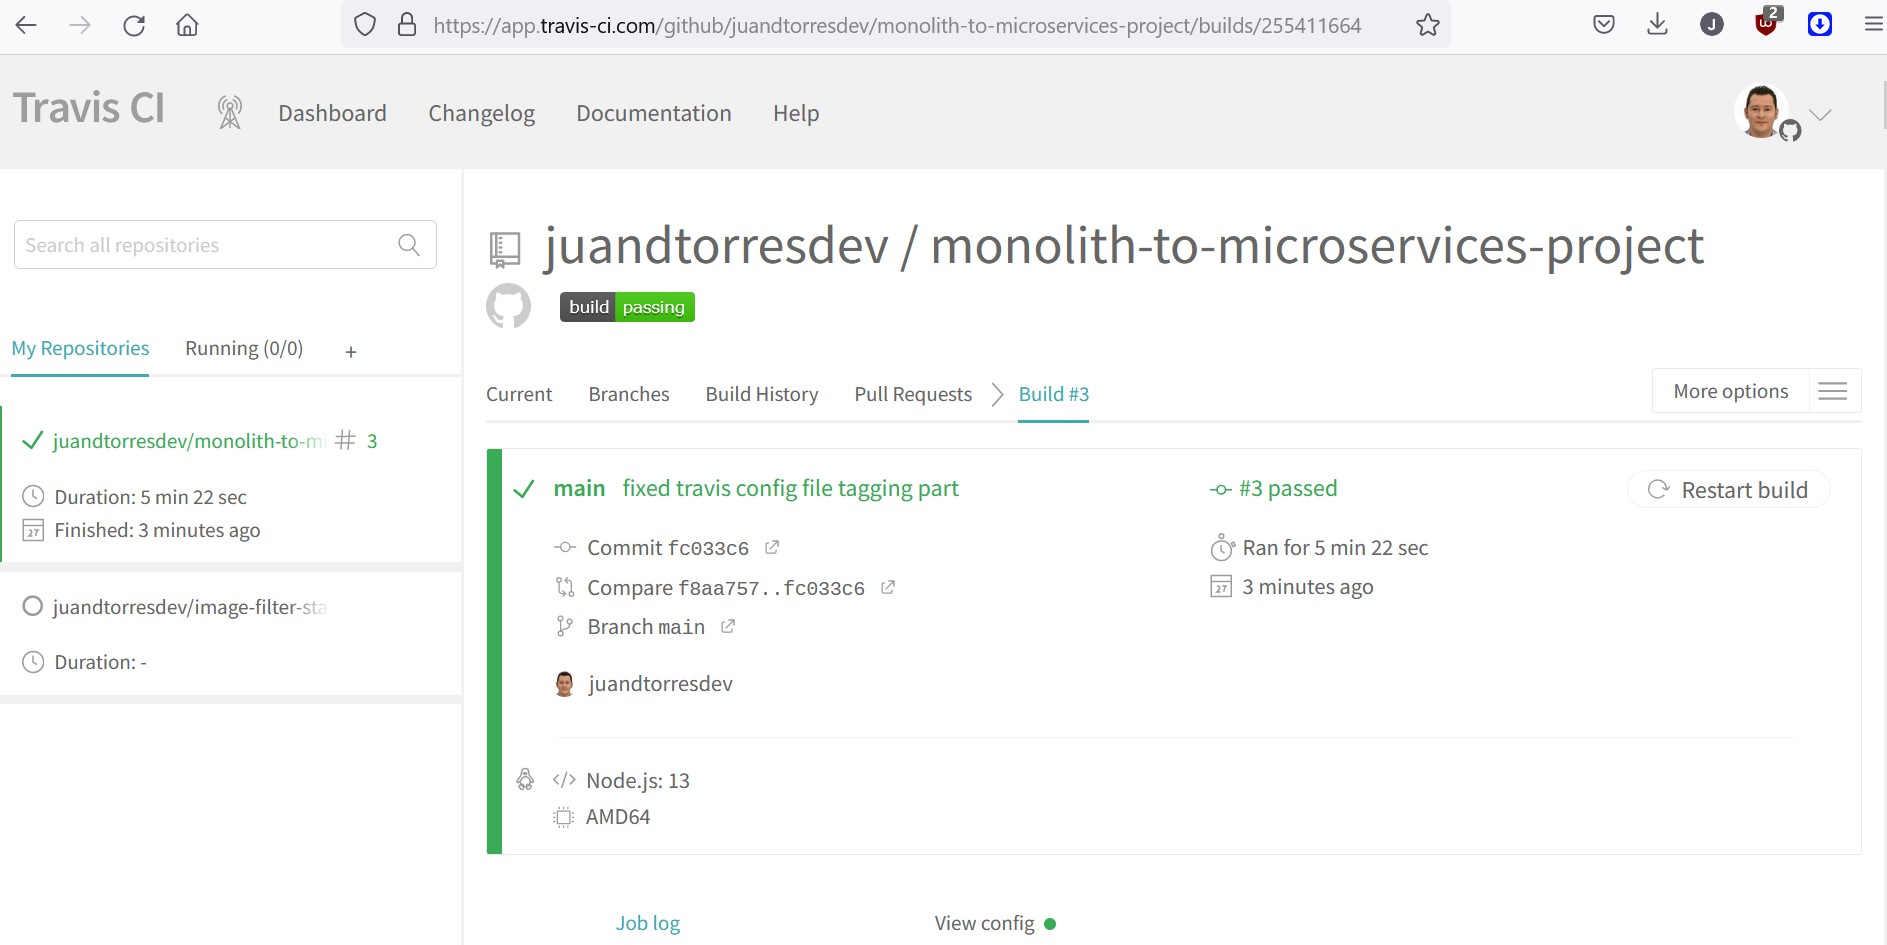 https://app.travis-ci.com/github/juandtorresdev/monolith-to-microservices-project/builds/255411664
J
2
Travis CI
Dashboard
Changelog
Documentation
Help
Search all repositories
My Repositories
Running (0/0)
+
juandtorresdev/monolith-to-mi
# 3
Duration: 5 min 22 sec
27 Finished: 3 minutes ago
juandtorresdev/image-filter-sta
Duration: -
juandtorresdev / monolith-to-microservices-project
build passing
Current
Branches
Build History
Pull Requests
Build #3
More options
main fixed travis config file tagging part
Commit fc033c6
Compare f8aa757..fc033c6
Branch main
juandtorresdev
#3 passed
Ran for 5 min 22 sec
27 3 minutes ago
Restart build
</> Node.js: 13
AMD64
Job log
View config